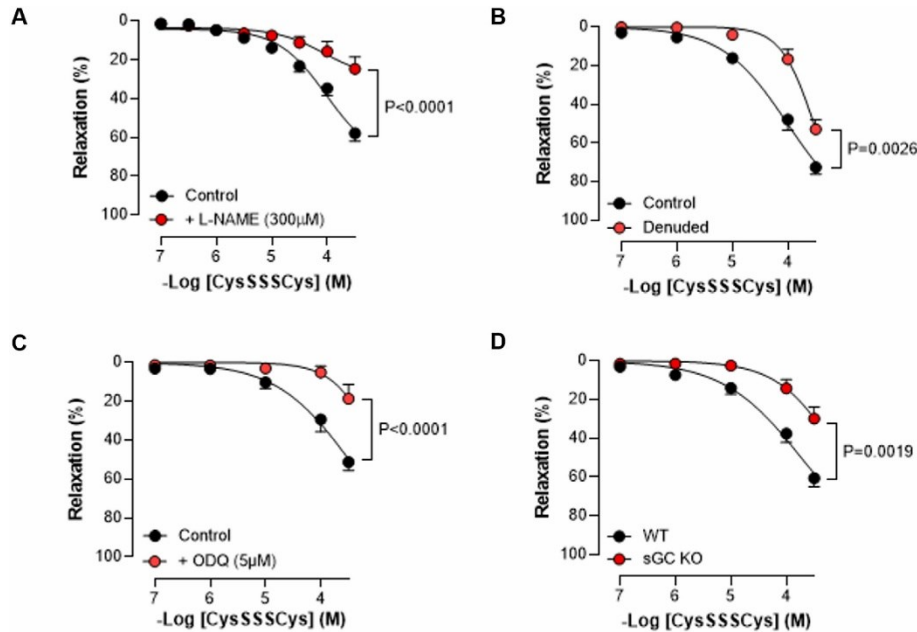 A
0
20
40
60
80
100
Relaxation (%)
P<0.0001
Control
+ L-NAME (300µM)
7 6 5 4
-Log [CysSSSCys] (M)
B
0
20
40
60
80
100
Relaxation (%)
P=0.0026
Control
Denuded
7 6 5 4
-Log [CysSSSCys] (M)
C
0
20
40
60
80
100
Relaxation (%)
P<0.0001
Control
+ ODQ (5µM)
7 6 5 4
-Log [CysSSSCys] (M)
D
0
20
40
60
80
100
Relaxation (%)
P=0.0019
WT
sGC KO
7 6 5 4
-Log [CysSSSCys] (M)